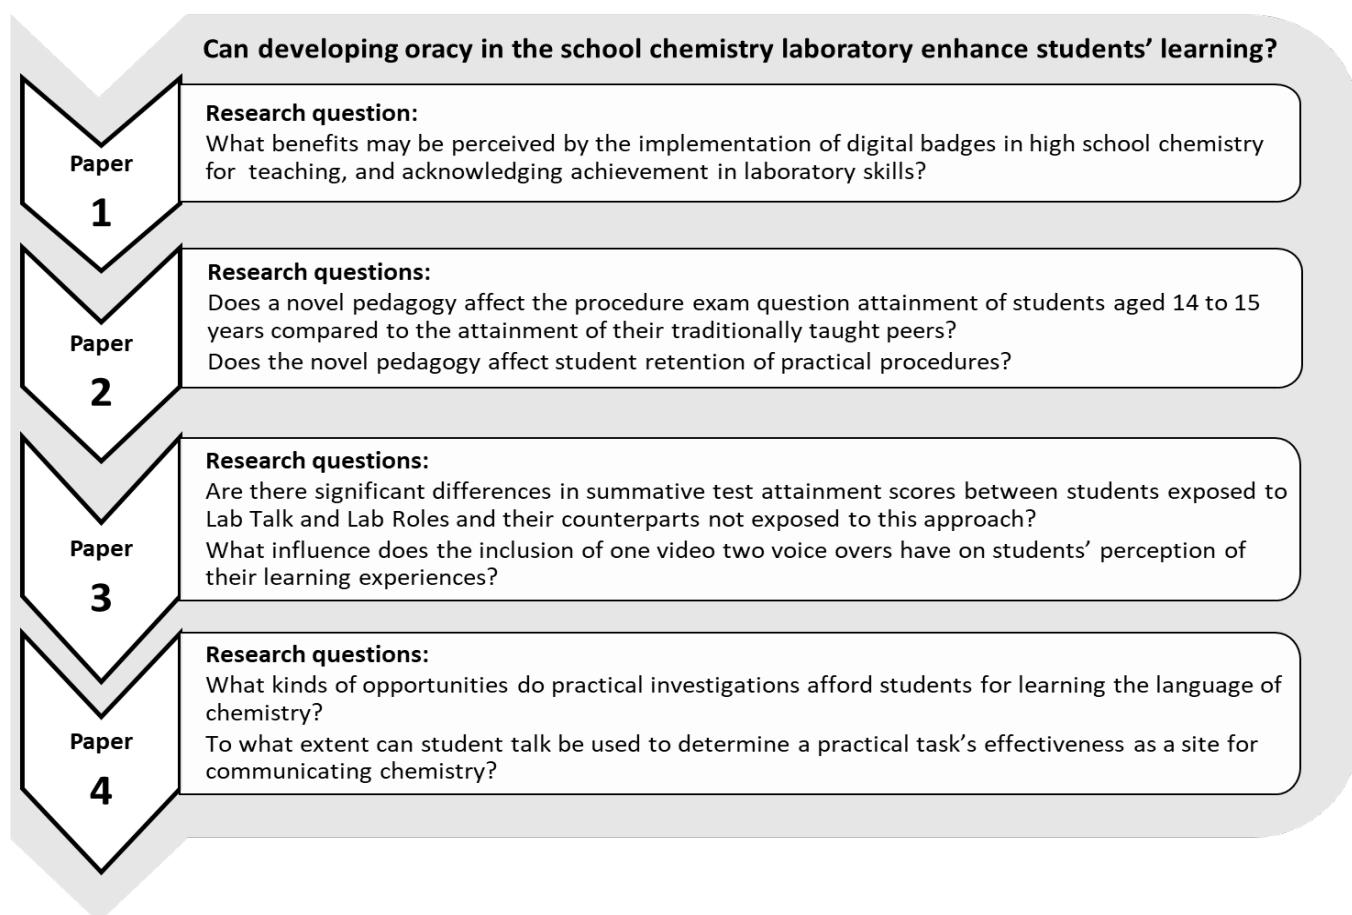 Can developing oracy in the school chemistry laboratory enhance students’ learning?
Paper
1
Research question:
What benefits may be perceived by the implementation of digital badges in high school chemistry
for teaching, and acknowledging achievement in laboratory skills?
Paper
2
Research questions:
Does a novel pedagogy affect the procedure exam question attainment of students aged 14 to 15
years compared to the attainment of their traditionally taught peers?
Does the novel pedagogy affect student retention of practical procedures?
Paper
3
Research questions:
Are there significant differences in summative test attainment scores between students exposed to
Lab Talk and Lab Roles and their counterparts not exposed to this approach?
What influence does the inclusion of one video two voice overs have on students’ perception of
their learning experiences?
Paper
4
Research questions:
What kinds of opportunities do practical investigations afford students for learning the language of
chemistry?
To what extent can student talk be used to determine a practical task’s effectiveness as a site for
communicating chemistry?